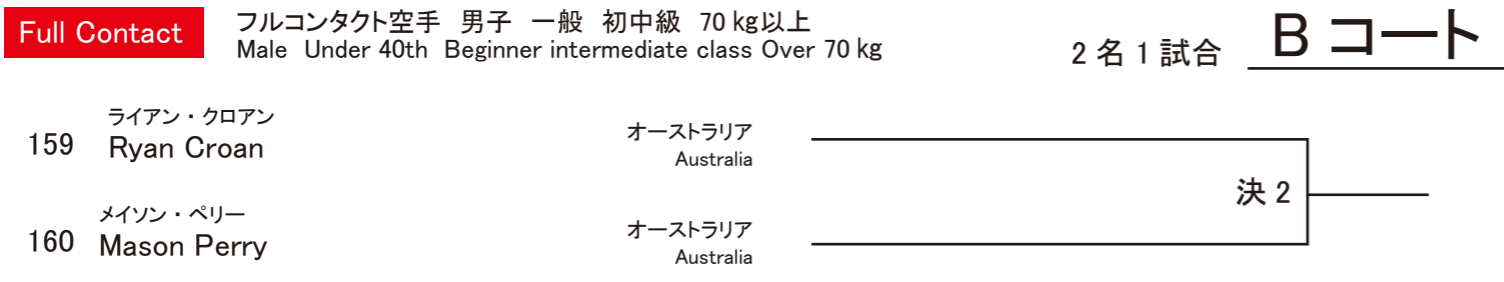 Full Contact
フルコンタクト空手 男子 一般 初中級 70 kg以上
Male Under 40th Beginner intermediate class Over 70 kg
2 名 1 試合
B コート
ライアン・クロアン
159 Ryan Croan
オーストラリア
Australia
決 2
メイソン・ペリー
160 Mason Perry
オーストラリア
Australia